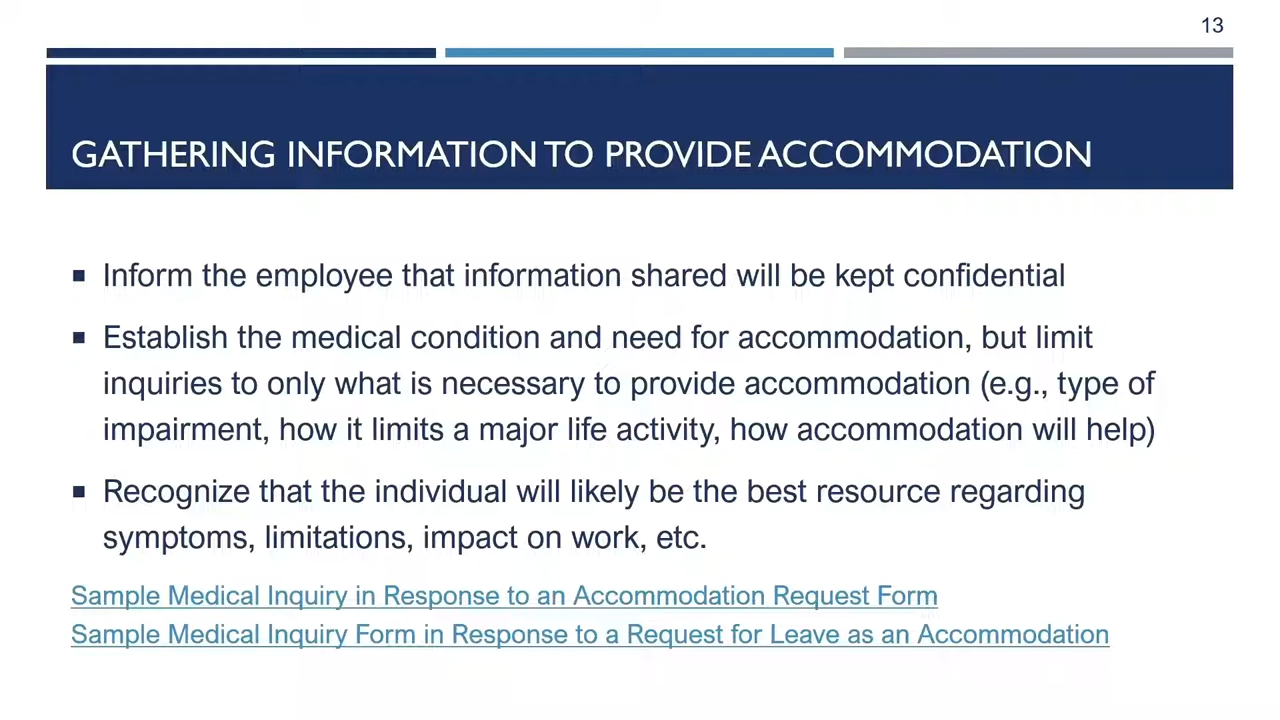 13
GATHERING INFORMATION TO PROVIDE ACCOMMODATION
▪ Inform the employee that information shared will be kept confidential
▪ Establish the medical condition and need for accommodation, but limit
inquiries to only what is necessary to provide accommodation (e.g., type of
impairment, how it limits a major life activity, how accommodation will help)
▪ Recognize that the individual will likely be the best resource regarding
symptoms, limitations, impact on work, etc.
Sample Medical Inquiry in Response to an Accommodation Request Form
Sample Medical Inquiry Form in Response to a Request for Leave as an Accommodation